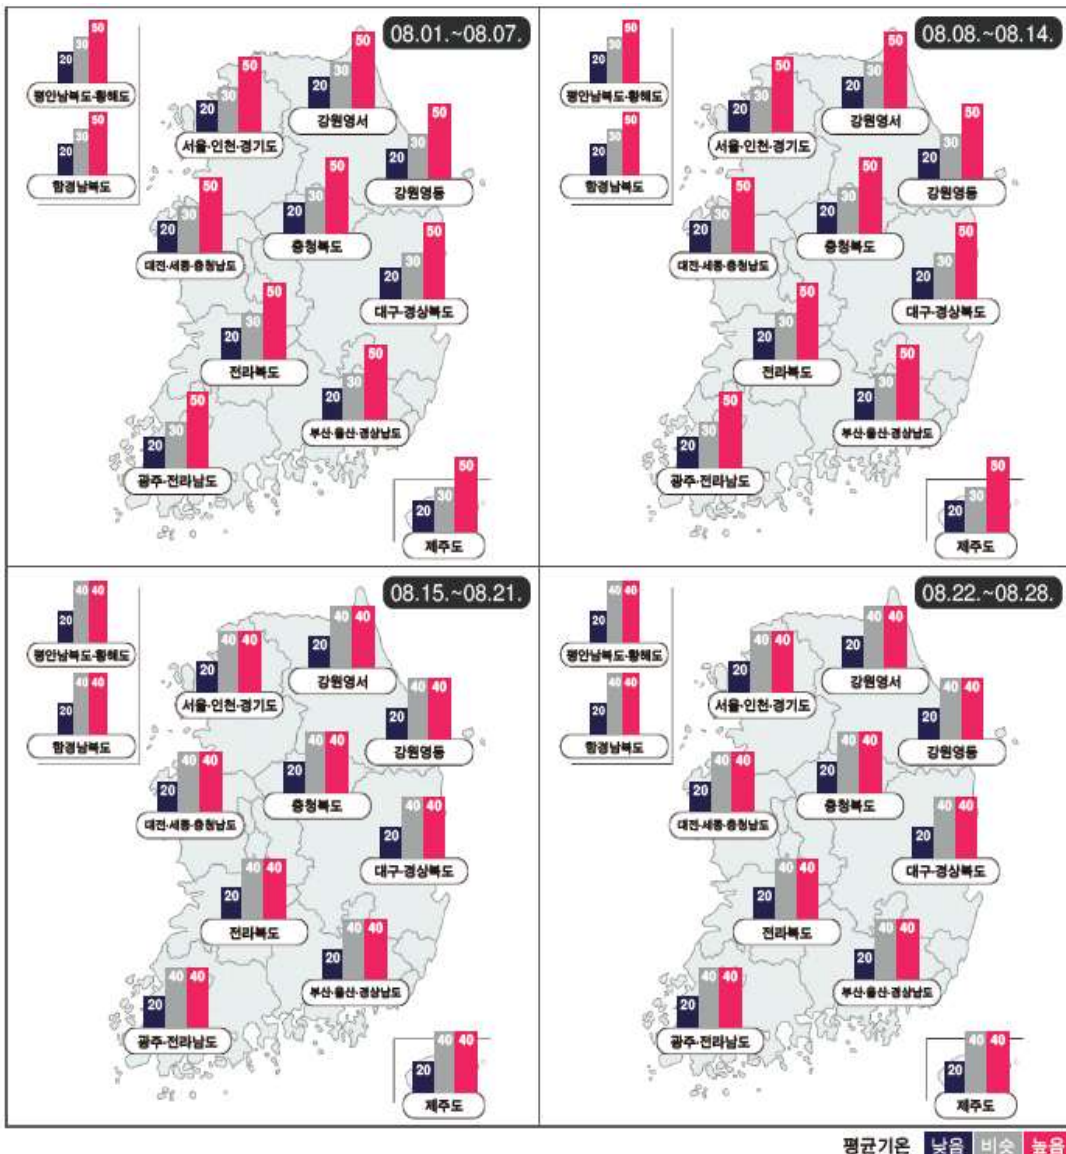 08.01.~08.07.
50
30
20
평안남북도·황해도
50
30
20
함경남북도
50
30
20
서울·인천·경기도
50
30
20
강원영서
50
30
20
강원영동
50
30
20
대전·세종·충청남도
50
30
20
충청북도
50
30
20
대구·경상북도
50
30
20
전라북도
50
30
20
부산·울산·경상남도
50
30
20
광주·전라남도
50
30
20
제주도
08.08.~08.14.
50
30
20
평안남북도·황해도
50
30
20
함경남북도
50
30
20
서울·인천·경기도
50
30
20
강원영서
50
30
20
강원영동
50
30
20
대전·세종·충청남도
50
30
20
충청북도
50
30
20
대구·경상북도
50
30
20
전라북도
50
30
20
부산·울산·경상남도
50
30
20
광주·전라남도
50
30
20
제주도
08.15.~08.21.
40 40
20
평안남북도·황해도
40 40
20
함경남북도
40 40
20
서울·인천·경기도
40 40
20
강원영서
40 40
20
강원영동
40 40
20
대전·세종·충청남도
40 40
20
충청북도
40 40
20
대구·경상북도
40 40
20
전라북도
40 40
20
부산·울산·경상남도
40 40
20
광주·전라남도
40 40
20
제주도
08.22.~08.28.
40 40
20
평안남북도·황해도
40 40
20
함경남북도
40 40
20
서울·인천·경기도
40 40
20
강원영서
40 40
20
강원영동
40 40
20
대전·세종·충청남도
40 40
20
충청북도
40 40
20
대구·경상북도
40 40
20
전라북도
40 40
20
부산·울산·경상남도
40 40
20
광주·전라남도
40 40
20
제주도
평균기온 낮음 비슷 높음